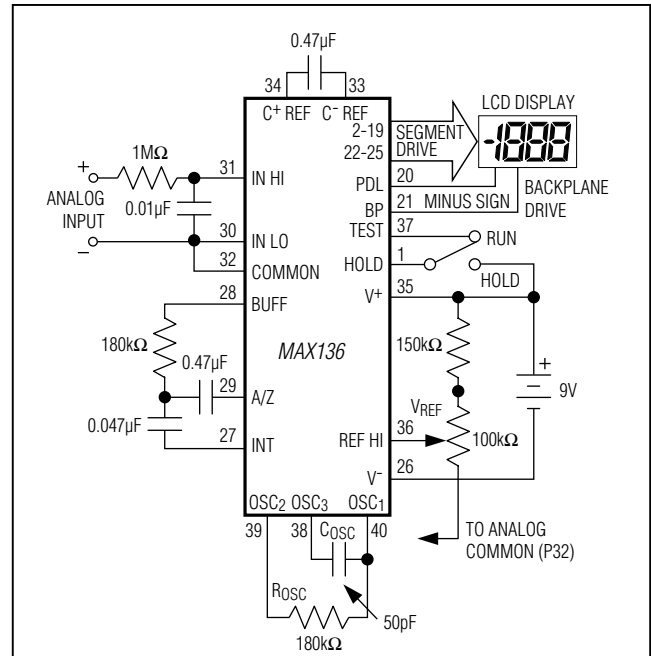 0.47µF
34
33
C+ REF
C- REF
LCD DISPLAY
-1888
2-19
22-25
SEGMENT
DRIVE
20
PDL
21
BP
MINUS SIGN
BACKPLANE
DRIVE
37
TEST
RUN
1
HOLD
HOLD
35
V+
+
1MΩ
31
IN HI
ANALOG
INPUT
0.01µF
30
IN LO
–
32
COMMON
28
BUFF
180kΩ
MAX136
0.47µF
29
A/Z
0.047µF
27
INT
150kΩ
+
–
9V
VREF
36
REF HI
100kΩ
26
V-
OSC2
OSC3
OSC1
39
38
40
COSC
TO ANALOG
COMMON (P32)
ROSC
50pF
180kΩ